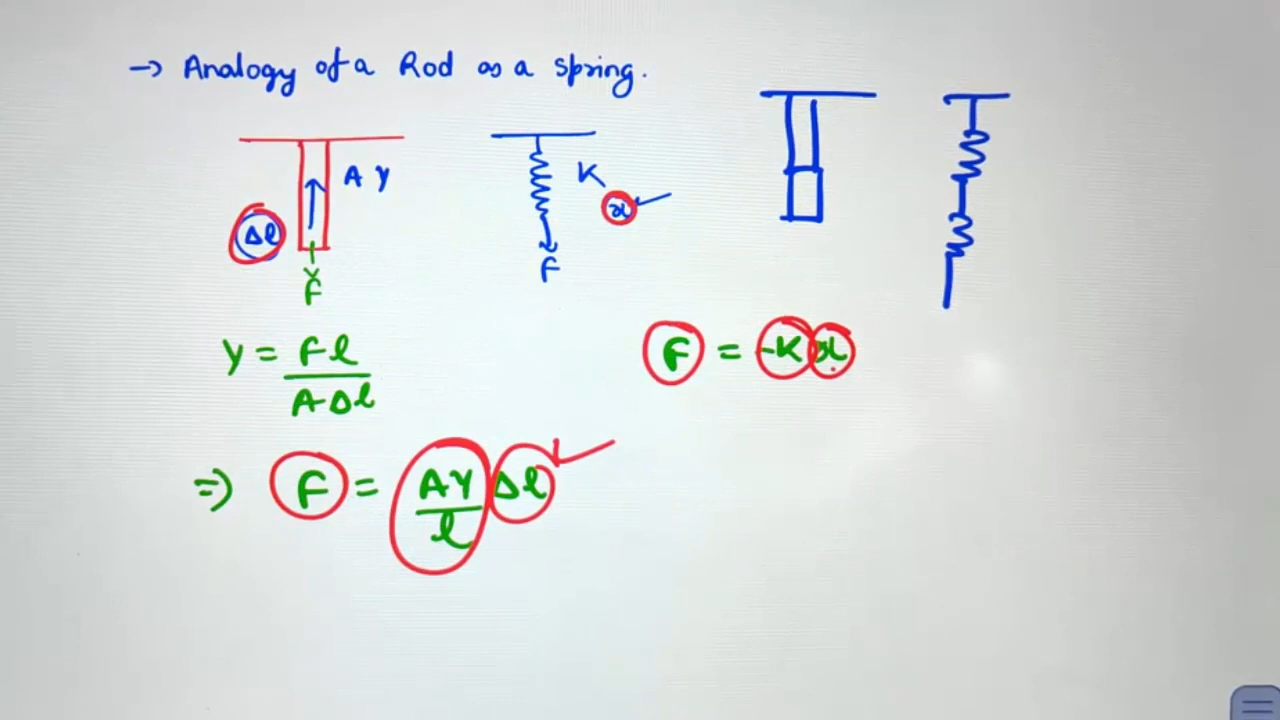 → Analogy of a Rod as a spring.
A Y
Δl
F
K
x
F
Y = Fl / AΔl
F = -Kx
⇒ F = AY/l Δl